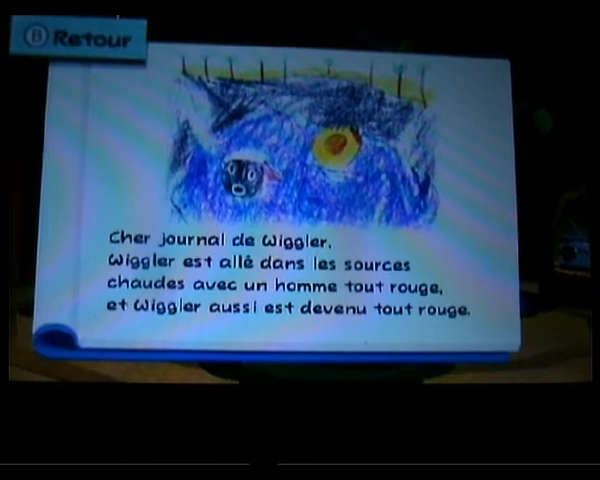 B Retour
Cher journal de Wiggler.
Wiggler est allé dans les sources
chaudes avec un homme tout rouge,
et Wiggler aussi est devenu tout rouge.